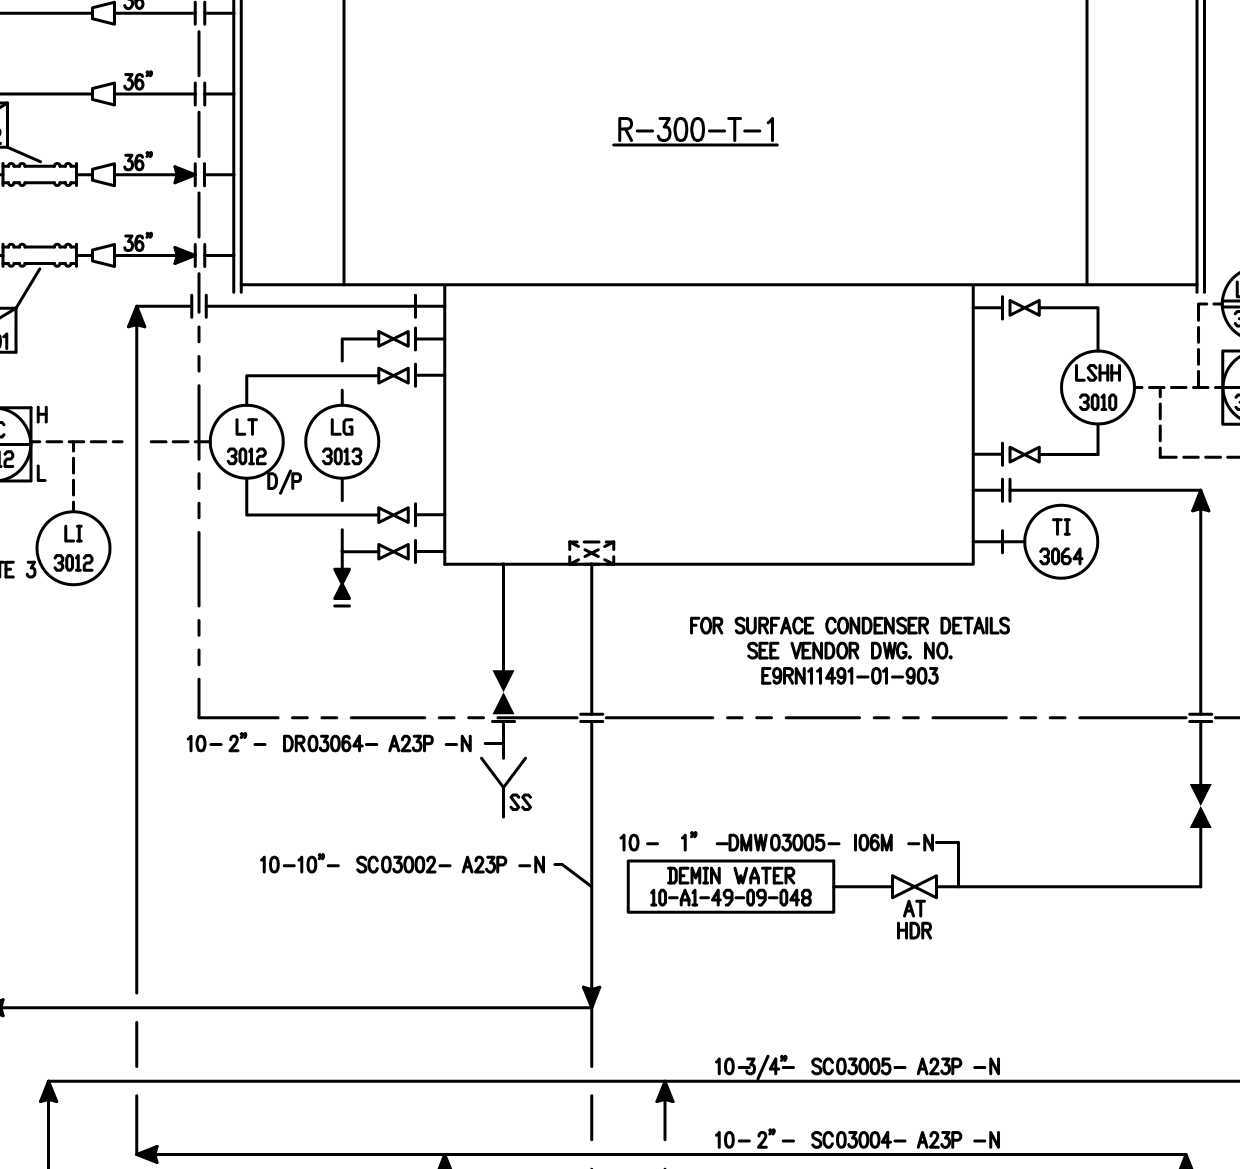 36"
36"
R-300-T-1
36"
36"
01
LSHH
3010
H
LT
3012
LG
3013
12
L
D/P
LI
3012
TE 3
TI
3064
FOR SURFACE CONDENSER DETAILS
SEE VENDOR DWG. NO.
E9RN11491-01-903
10- 2"- DR03064- A23P -N
SS
10- 1" -DMW03005- I06M -N
10-10"- SC03002- A23P -N
DEMIN WATER
10-A1-49-09-048
AT
HDR
10-3/4"- SC03005- A23P -N
10- 2"- SC03004- A23P -N